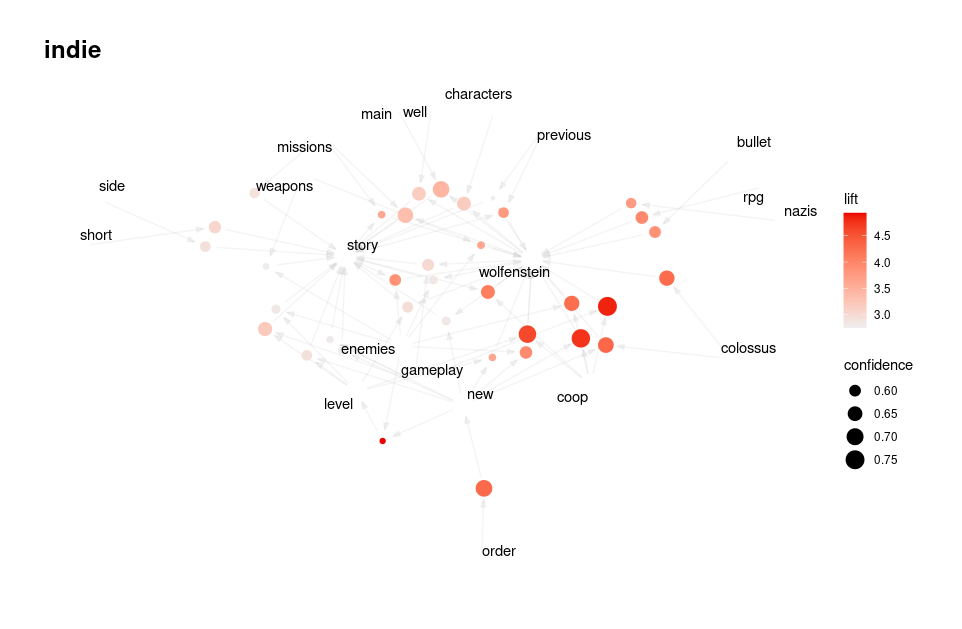 indie
characters
main
well
previous
missions
bullet
side
weapons
rpg
lift
nazis
short
story
4.5
4.0
wolfenstein
3.5
3.0
enemies
colossus
gameplay
confidence
0.60
new
coop
level
0.65
0.70
0.75
order